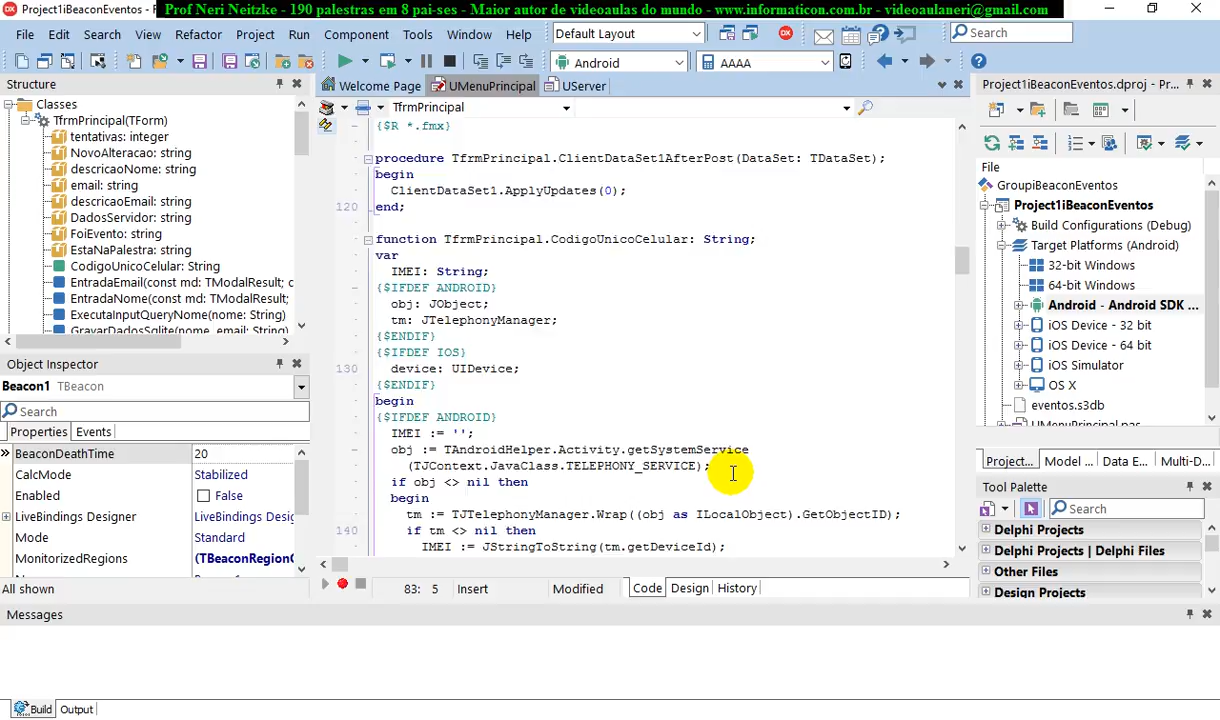 Project1iBeaconEventos - F
Prof Neri Neitzke - 190 palestras em 8 pai-ses - Maior autor de videoaulas do mundo - www.informaticon.com.br - videoaulaneri@gmail.com
File Edit Search View Refactor Project Run Component Tools Window Help
Default Layout
Search
Android
AAAA
Structure
Welcome Page
UMenuPrincipal
UServer
Project1iBeaconEventos.dproj - Pr...
Classes
TfrmPrincipal(TForm)
tentativas: integer
NovoAlteracao: string
descricaoNome: string
email: string
descricaoEmail: string
DadosServidor: string
FoiEvento: string
EstaNaPalestra: string
CodigoUnicoCelular: String
EntradaEmail(const md: TModalResult; c
EntradaNome(const md: TModalResult;
ExecutaInputQueryNome(nome: String)
GravarDadosSqlite(nome, email: String)
TfrmPrincipal
{$R *.fmx}
procedure TfrmPrincipal.ClientDataSet1AfterPost(DataSet: TDataSet);
begin
ClientDataSet1.ApplyUpdates(0);
120 end;
function TfrmPrincipal.CodigoUnicoCelular: String;
var
IMEI: String;
{$IFDEF ANDROID}
obj: JObject;
tm: JTelephonyManager;
{$ENDIF}
{$IFDEF IOS}
130 device: UIDevice;
{$ENDIF}
begin
{$IFDEF ANDROID}
IMEI := '';
obj := TAndroidHelper.Activity.getSystemService
(TJContext.JavaClass.TELEPHONY_SERVICE);
if obj <> nil then
begin
tm := TJTelephonyManager.Wrap((obj as ILocalObject).GetObjectID);
140 if tm <> nil then
IMEI := JStringToString(tm.getDeviceId);
File
GroupiBeaconEventos
Project1iBeaconEventos
Build Configurations (Debug)
Target Platforms (Android)
32-bit Windows
64-bit Windows
Android - Android SDK ...
iOS Device - 32 bit
iOS Device - 64 bit
iOS Simulator
OS X
eventos.s3db
UMenuPrincipal.pas
Project... Model ... Data E... Multi-D...
Object Inspector
Beacon1 TBeacon
Search
Properties Events
BeaconDeathTime 20
CalcMode Stabilized
Enabled False
LiveBindings Designer LiveBindings Desig
Mode Standard
MonitorizedRegions (TBeaconRegion
All shown
83: 5 Insert Modified Code Design History
Tool Palette
Search
Delphi Projects
Delphi Projects | Delphi Files
Other Files
Design Projects
Messages
Build Output